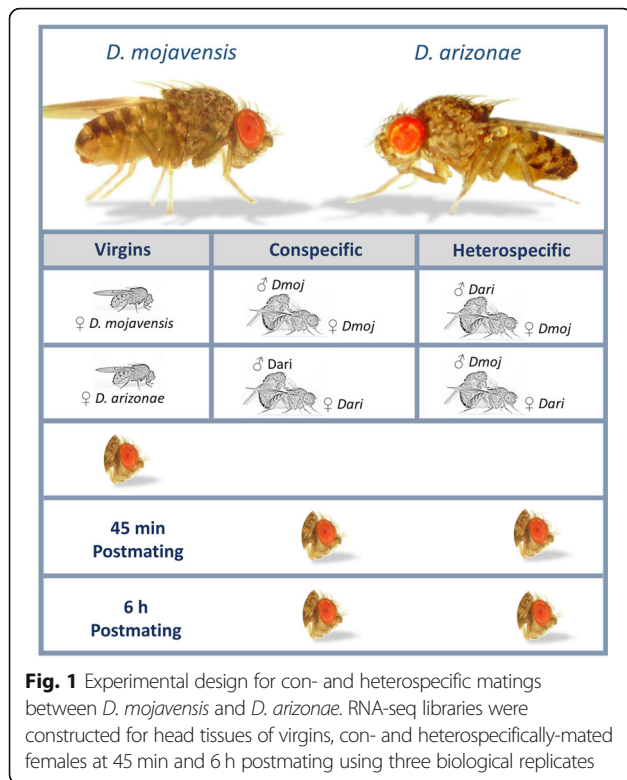 D. mojavensis D. arizonae
Virgins Conspecific Heterospecific
♀ D. mojavensis
♂ Dmoj
♀ Dmoj
♂ Dari
♀ Dmoj
♀ D. arizonae
♂ Dari
♀ Dari
♂ Dmoj
♀ Dari
45 min
Postmating
6 h
Postmating
Fig. 1 Experimental design for con- and heterospecific matings
between D. mojavensis and D. arizonae. RNA-seq libraries were
constructed for head tissues of virgins, con- and heterospecifically-mated
females at 45 min and 6 h postmating using three biological replicates